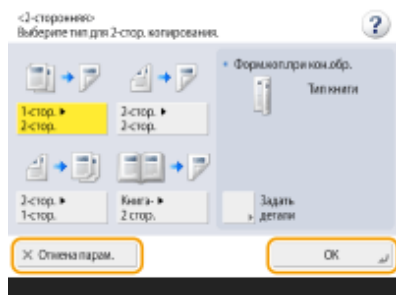 <2-сторонняя>
Выберите тип для 2-стор. копирования.
?
Форм.коп.при кон.обр.
Тип книги
1-стор. ▸
2-стор.
2-стор. ▸
2-стор.
2-стор. ▸
1-стор.
Книга- ▸
2 стор.
Задать
детали
× Отмена парам.
OK